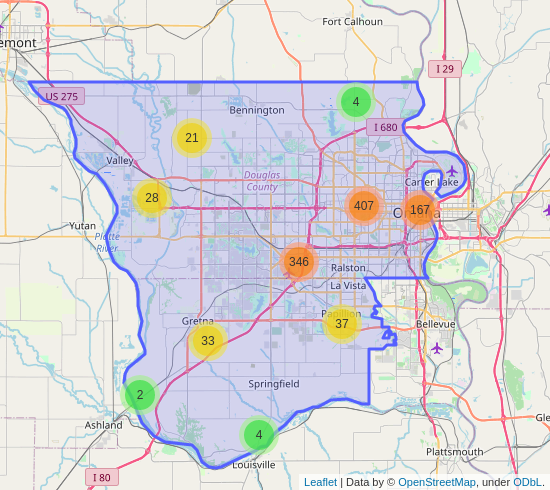 Fort Calhoun
emont
I 29
US 275
4
Bennington
I 680
21
Valley
Douglas
County
Carter Lake
28
407
167
O
Yutan
Platte
River
346
Ralston
La Vista
Papillion
37
Gretna
33
Bellevue
Springfield
2
Ashland
4
Gle
Plattsmouth
Louisville
I 80
Leaflet | Data by © OpenStreetMap, under ODbL.